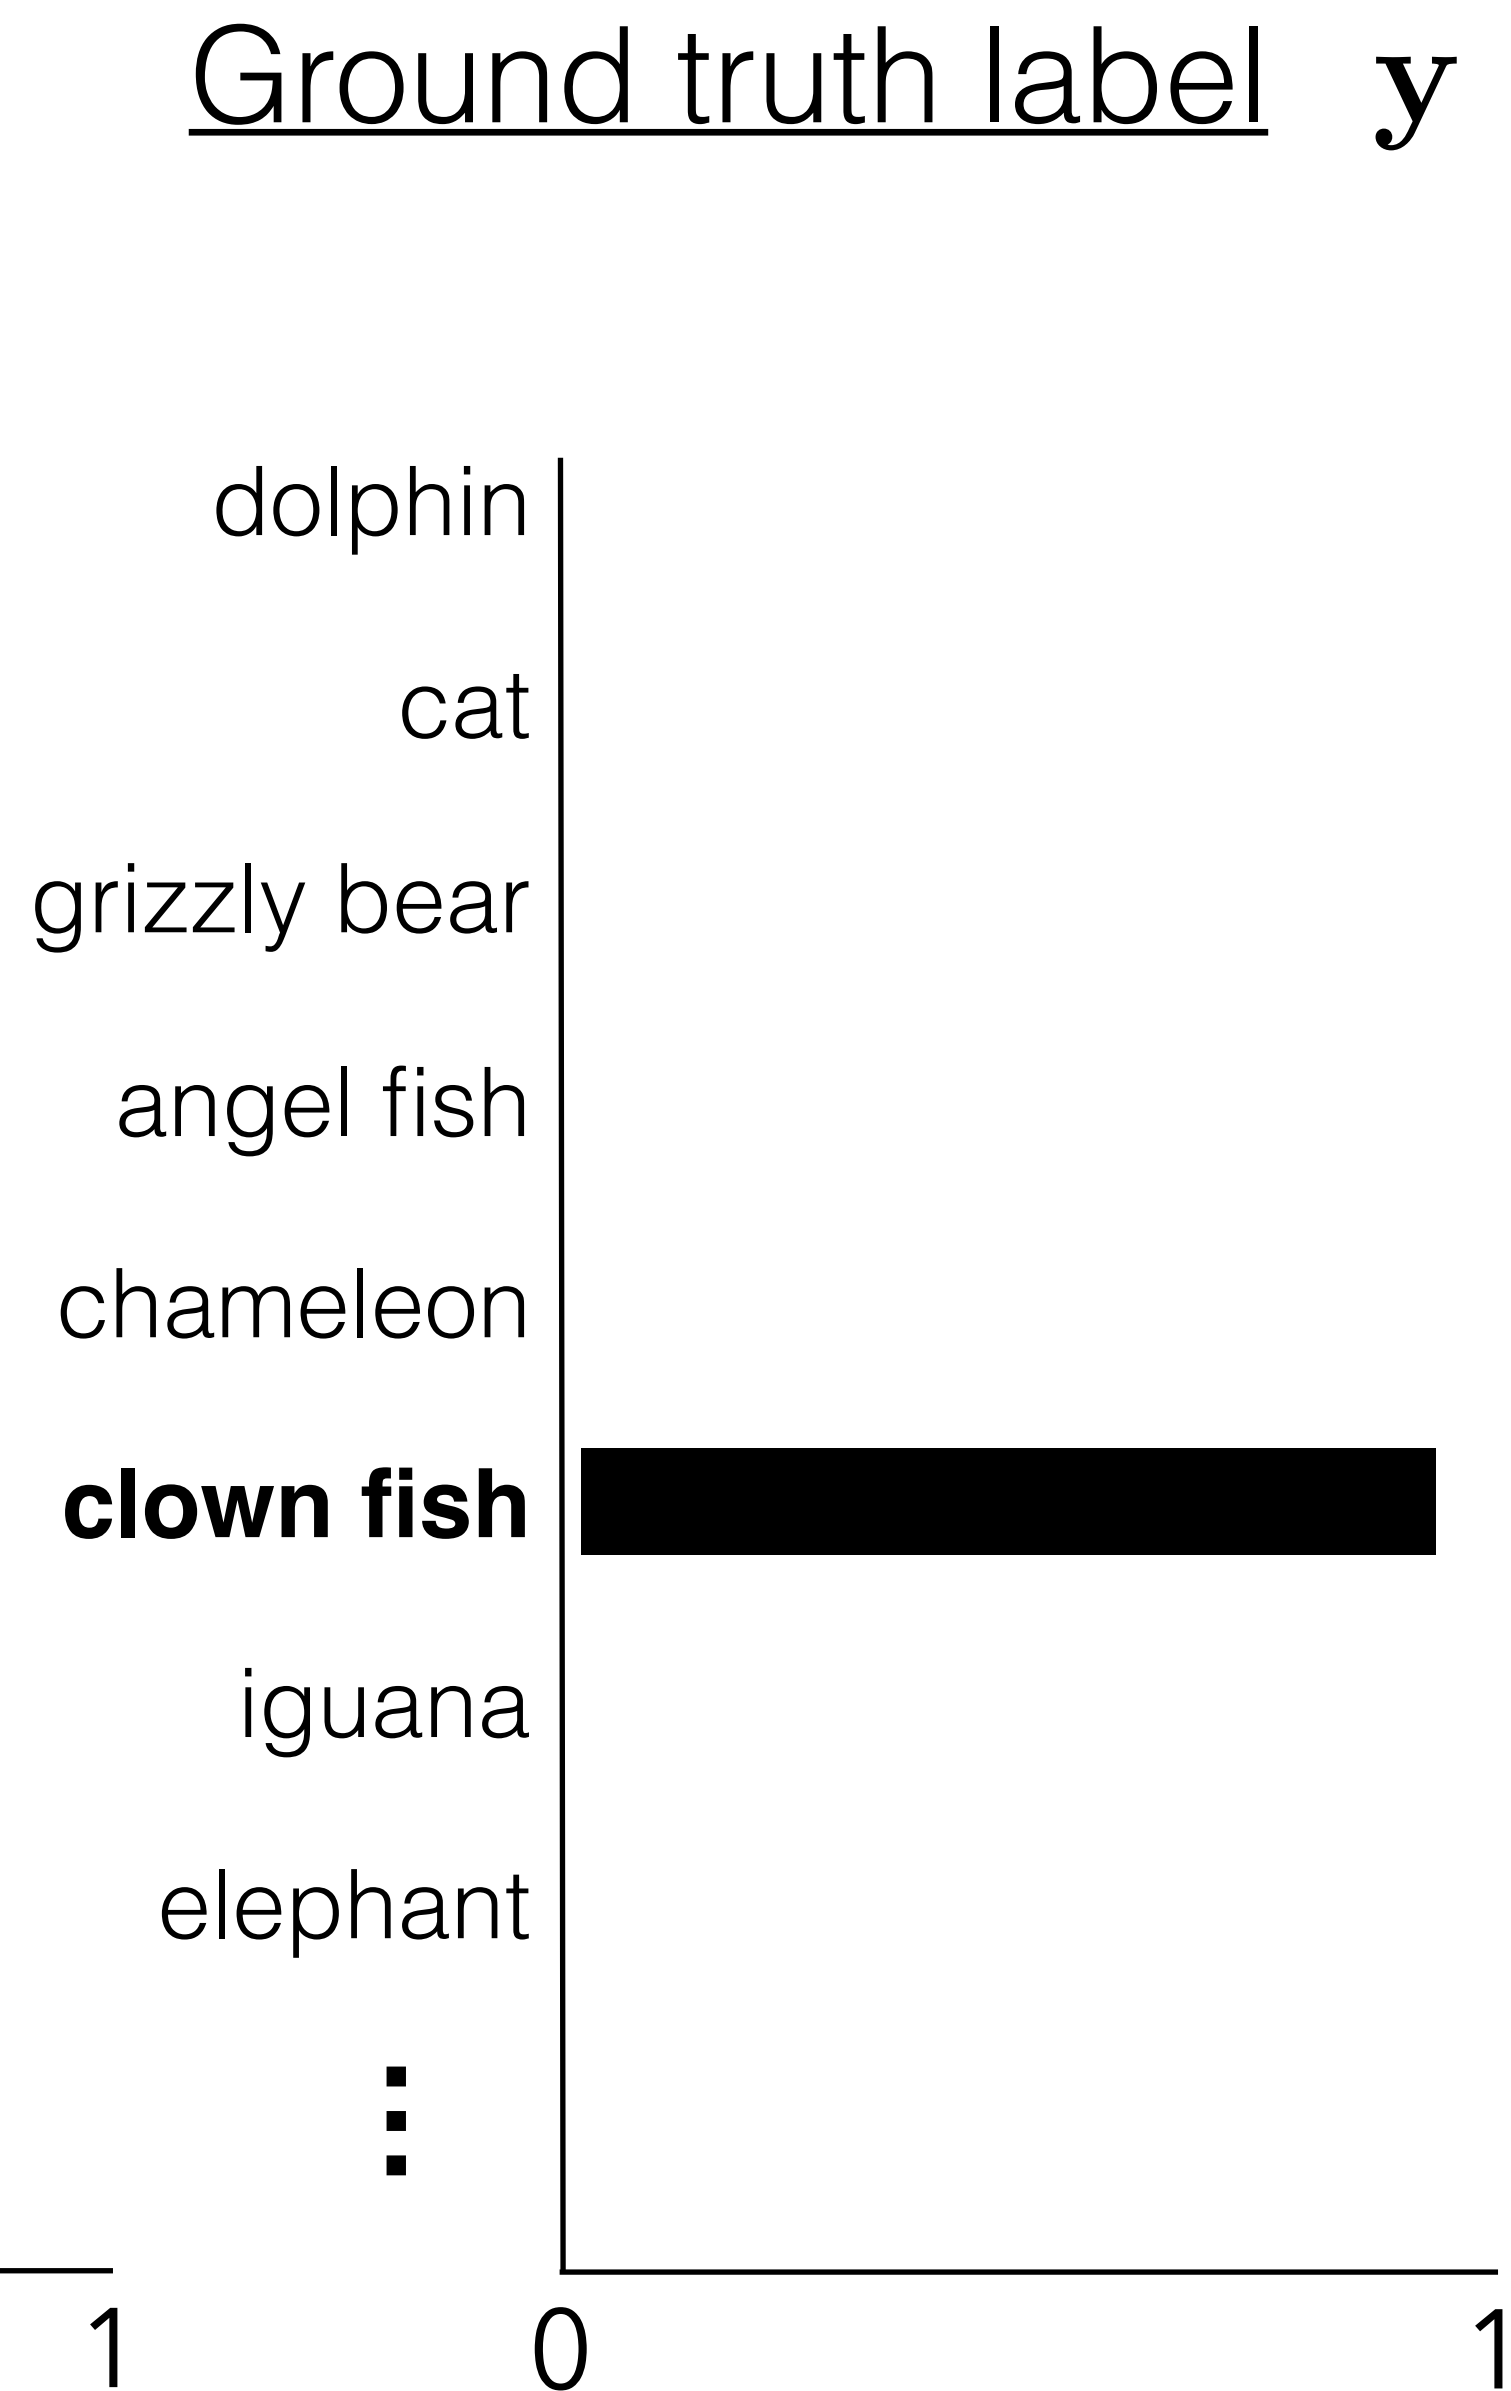 Ground truth label y
dolphin
cat
grizzly bear
angel fish
chameleon
clown fish
iguana
elephant
⋮
1 0 1